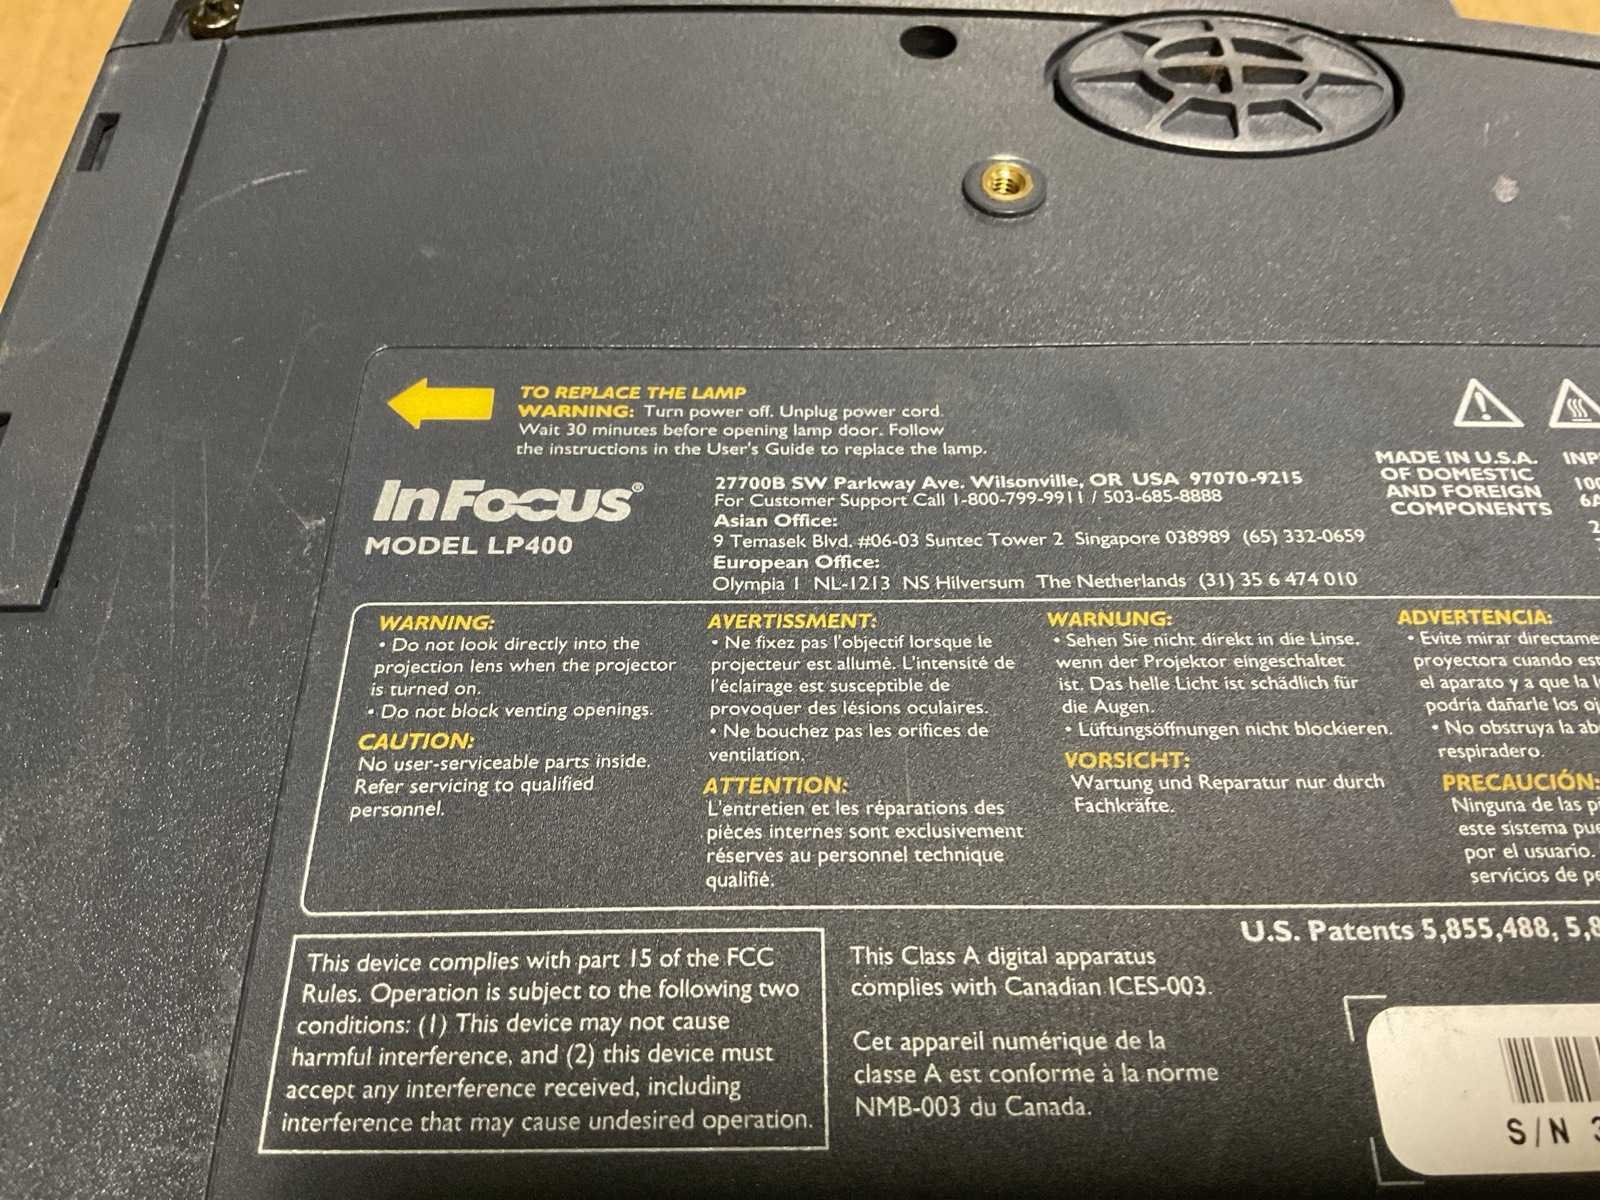 TO REPLACE THE LAMP
WARNING: Turn power off. Unplug power cord.
Wait 30 minutes before opening lamp door. Follow
the instructions in the User's Guide to replace the lamp.
InFocus®
MODEL LP400
27700B SW Parkway Ave. Wilsonville, OR USA 97070-9215
For Customer Support Call 1-800-799-9911 / 503-685-8888
Asian Office:
9 Temasek Blvd. #06-03 Suntec Tower 2 Singapore 038989 (65) 332-0659
European Office:
Olympia 1 NL-1213 NS Hilversum The Netherlands (31) 35 6 474 010
MADE IN U.S.A.
OF DOMESTIC
AND FOREIGN
COMPONENTS
WARNING:
• Do not look directly into the
projection lens when the projector
is turned on.
• Do not block venting openings.
CAUTION:
No user-serviceable parts inside.
Refer servicing to qualified
personnel.
AVERTISSMENT:
• Ne fixez pas l'objectif lorsque le
projecteur est allumé. L'intensité de
l'éclairage est susceptible de
provoquer des lésions oculaires.
• Ne bouchez pas les orifices de
ventilation.
ATTENTION:
L'entretien et les réparations des
pièces internes sont exclusivement
réservés au personnel technique
qualifié.
WARNUNG:
• Sehen Sie nicht direkt in die Linse,
wenn der Projektor eingeschaltet
ist. Das helle Licht ist schädlich für
die Augen.
• Lüftungsöffnungen nicht blockieren.
VORSICHT:
Wartung und Reparatur nur durch
Fachkräfte.
ADVERTENCIA:
• Evite mirar
proyectora cuando
el aparato y a que la
podría dañarle los
• No obstruya la
respiradero.
PRECAUCIÓN:
Ninguna de las
este sistema
por el usuario.
servicios de
U.S. Patents 5,855,488,
This device complies with part 15 of the FCC
Rules. Operation is subject to the following two
conditions: (1) This device may not cause
harmful interference, and (2) this device must
accept any interference received, including
interference that may cause undesired operation.
This Class A digital apparatus
complies with Canadian ICES-003.
Cet appareil numérique de la
classe A est conforme à la norme
NMB-003 du Canada.
S/N